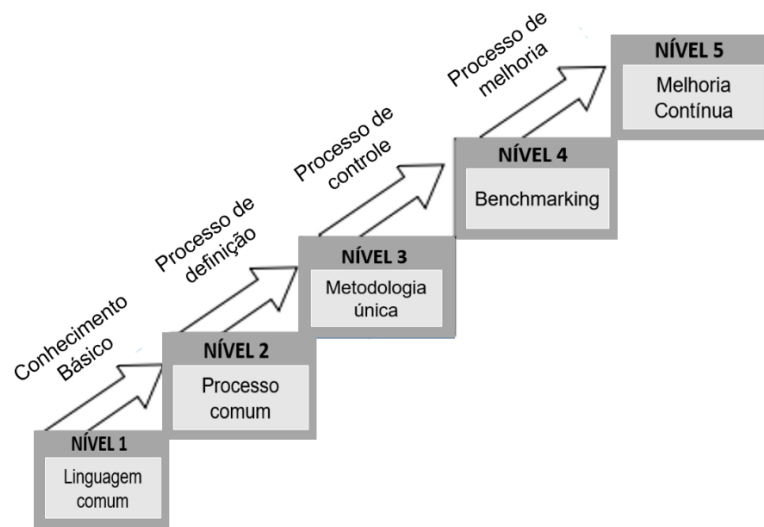 NÍVEL 5
Melhoria
Contínua
Processo de
melhoria
NÍVEL 4
Benchmarking
Processo de
controle
NÍVEL 3
Metodologia
única
Processo de
definição
NÍVEL 2
Processo
comum
Conhecimento
Básico
NÍVEL 1
Linguagem
comum